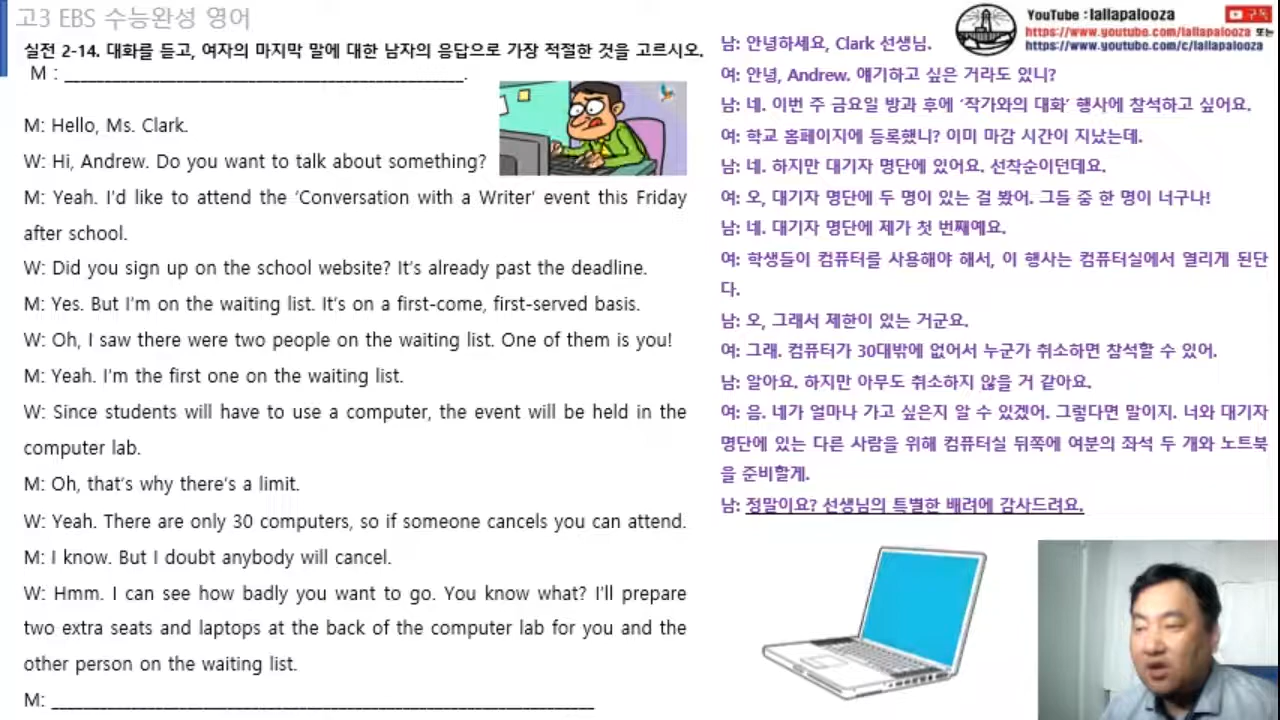 고3 EBS 수능완성 영어
실전 2-14. 대화를 듣고, 여자의 마지막 말에 대한 남자의 응답으로 가장 적절한 것을 고르시오.
M : ________________________________________.
M: Hello, Ms. Clark.
W: Hi, Andrew. Do you want to talk about something?
M: Yeah. I'd like to attend the 'Conversation with a Writer' event this Friday
after school.
W: Did you sign up on the school website? It's already past the deadline.
M: Yes. But I'm on the waiting list. It's on a first-come, first-served basis.
W: Oh, I saw there were two people on the waiting list. One of them is you!
M: Yeah. I'm the first one on the waiting list.
W: Since students will have to use a computer, the event will be held in the
computer lab.
M: Oh, that's why there's a limit.
W: Yeah. There are only 30 computers, so if someone cancels you can attend.
M: I know. But I doubt anybody will cancel.
W: Hmm. I can see how badly you want to go. You know what? I'll prepare
two extra seats and laptops at the back of the computer lab for you and the
other person on the waiting list.
M: ______________________________________________________
YouTube : lallapalooza
구독
https://www.youtube.com/lallapalooza 또는
https://www.youtube.com/c/lallapalooza
남: 안녕하세요, Clark 선생님.
여: 안녕, Andrew. 얘기하고 싶은 거라도 있니?
남: 네. 이번 주 금요일 방과 후에 '작가와의 대화' 행사에 참석하고 싶어요.
여: 학교 홈페이지에 등록했니? 이미 마감 시간이 지났는데.
남: 네. 하지만 대기자 명단에 있어요. 선착순이던데요.
여: 오, 대기자 명단에 두 명이 있는 걸 봤어. 그들 중 한 명이 너구나!
남: 네. 대기자 명단에 제가 첫 번째예요.
여: 학생들이 컴퓨터를 사용해야 해서, 이 행사는 컴퓨터실에서 열리게 된단
다.
남: 오, 그래서 제한이 있는 거군요.
여: 그래. 컴퓨터가 30대밖에 없어서 누군가 취소하면 참석할 수 있어.
남: 알아요. 하지만 아무도 취소하지 않을 거 같아요.
여: 음. 네가 얼마나 가고 싶은지 알 수 있겠어. 그렇다면 말이지. 너와 대기자
명단에 있는 다른 사람을 위해 컴퓨터실 뒤쪽에 여분의 좌석 두 개와 노트북
을 준비할게.
남: 정말이요? 선생님의 특별한 배려에 감사드려요.